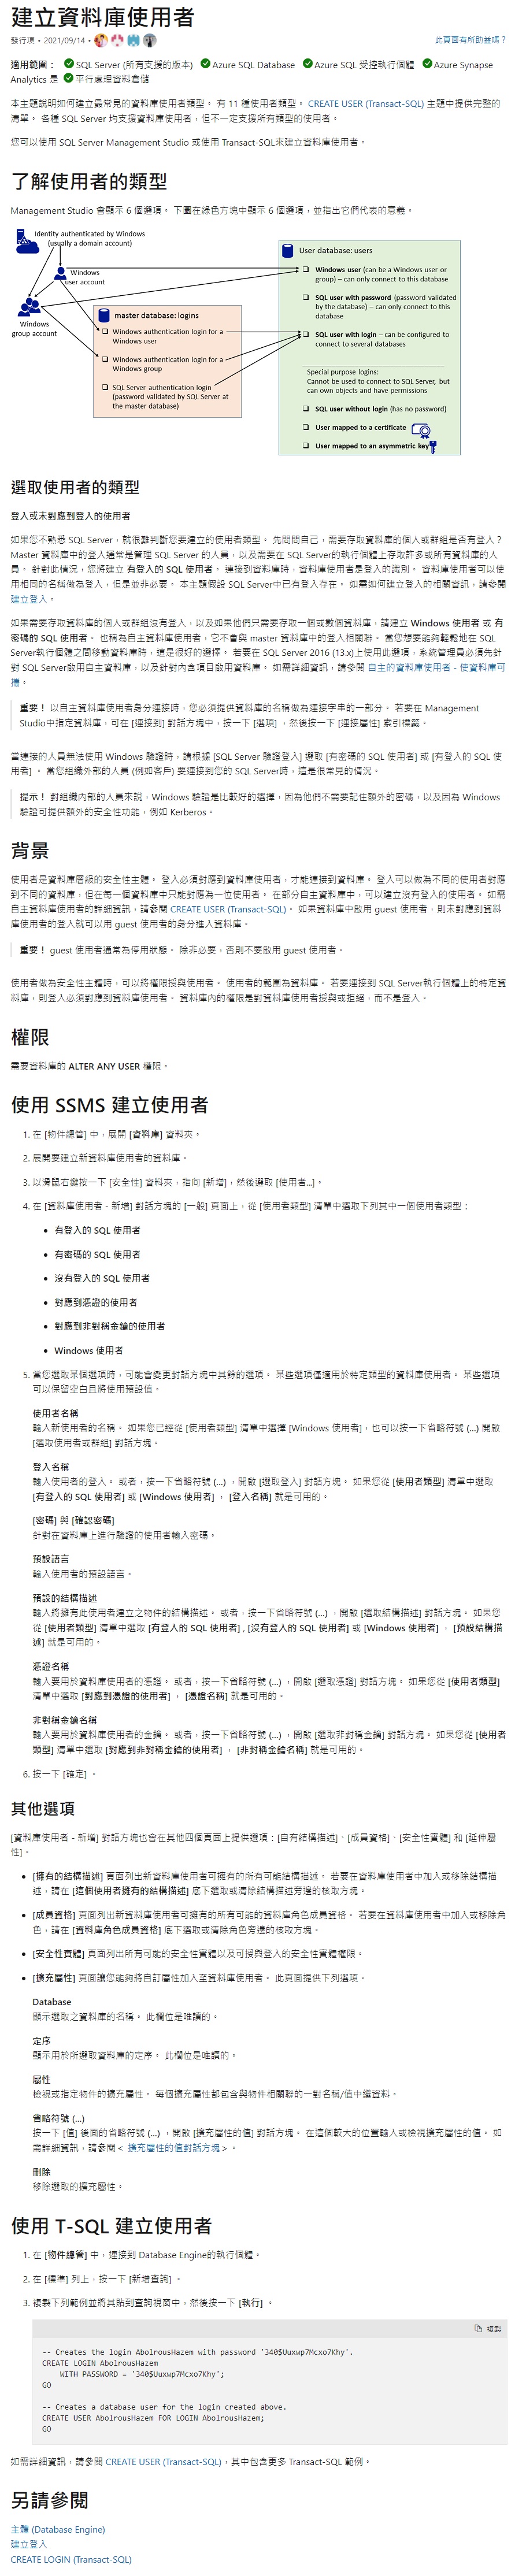 建立資料庫使用者
發行項 • 2021/09/14 •
此頁面有所助益嗎？
適用範圍： SQL Server (所有支援的版本) Azure SQL Database Azure SQL 受控執行個體 Azure Synapse
Analytics 是 平行處理資料倉儲
本主題說明如何建立最常見的資料庫使用者類型。 有 11 種使用者類型。 CREATE USER (Transact-SQL) 主題中提供完整的
清單。 各種 SQL Server 均支援資料庫使用者，但不一定支援所有類型的使用者。
您可以使用 SQL Server Management Studio 或使用 Transact-SQL來建立資料庫使用者。
了解使用者的類型
Management Studio 會顯示 6 個選項。 下圖在綠色方塊中顯示 6 個選項，並指出它們代表的意義。
Identity authenticated by Windows
(usually a domain account)
Windows
user account
Windows
group account
master database: logins
Windows authentication login for a
Windows user
Windows authentication login for a
Windows group
SQL Server authentication login
(password validated by SQL Server at
the master database)
User database: users
Windows user (can be a Windows user or
group) – can only connect to this database
SQL user with password (password validated
by the database) – can only connect to this
database
SQL user with login – can be configured to
connect to several databases
Special purpose logins:
Cannot be used to connect to SQL Server, but
can own objects and have permissions
SQL user without login (has no password)
User mapped to a certificate
User mapped to an asymmetric key
選取使用者的類型
登入或未對應到登入的使用者
如果您不熟悉 SQL Server，就很難判斷您要建立的使用者類型。 先問問自己，需要存取資料庫的個人或群組是否有登入？
Master 資料庫中的登入通常是管理 SQL Server 的人員，以及需要在 SQL Server的執行個體上存取許多或所有資料庫的人
員。 針對此情況，您將建立 有登入的 SQL 使用者。 連接到資料庫時，資料庫使用者是登入的識別。 資料庫使用者可以使
用相同的名稱做為登入，但是並非必要。 本主題假設 SQL Server中已有登入存在。 如需如何建立登入的相關資訊，請參閱
建立登入。
如果需要存取資料庫的個人或群組沒有登入，以及如果他們只需要存取一個或數個資料庫，請建立 Windows 使用者 或 有
密碼的 SQL 使用者。 也稱為自主資料庫使用者，它不會與 master 資料庫中的登入相關聯。 當您想要能夠輕鬆地在 SQL
Server執行個體之間移動資料庫時，這是很好的選擇。 若要在 SQL Server 2016 (13.x)上使用此選項，系統管理員必須先針
對 SQL Server啟用自主資料庫，以及針對內含項目啟用資料庫。 如需詳細資訊，請參閱 自主的資料庫使用者 - 使資料庫可
攜。
重要！ 以自主資料庫使用者身分連接時，您必須提供資料庫的名稱做為連接字串的一部分。 若要在 Management
Studio中指定資料庫，可在 [連接到] 對話方塊中，按一下 [選項] ，然後按一下 [連接屬性] 索引標籤。
當連接的人員無法使用 Windows 驗證時，請根據 [SQL Server 驗證登入] 選取 [有密碼的 SQL 使用者] 或 [有登入的 SQL 使
用者] 。 當您組織外部的人員 (例如客戶) 要連接到您的 SQL Server時，這是很常見的情況。
提示！ 對組織內部的人員來說，Windows 驗證是比較好的選擇，因為他們不需要記住額外的密碼，以及因為 Windows
驗證可提供額外的安全性功能，例如 Kerberos。
背景
使用者是資料庫層級的安全性主體。 登入必須對應到資料庫使用者，才能連接到資料庫。 登入可以做為不同的使用者對應
到不同的資料庫，但在每一個資料庫中只能對應為一位使用者。 在部分自主資料庫中，可以建立沒有登入的使用者。 如需
自主資料庫使用者的詳細資訊，請參閱 CREATE USER (Transact-SQL)。 如果資料庫中啟用 guest 使用者，則未對應到資料
庫使用者的登入就可以用 guest 使用者的身分進入資料庫。
重要！ guest 使用者通常為停用狀態。 除非必要，否則不要啟用 guest 使用者。
使用者做為安全性主體時，可以將權限授與使用者。 使用者的範圍為資料庫。 若要連接到 SQL Server執行個體上的特定資
料庫，則登入必須對應到資料庫使用者。 資料庫內的權限是對資料庫使用者授與或拒絕，而不是登入。
權限
需要資料庫的 ALTER ANY USER 權限。
使用 SSMS 建立使用者
1. 在 [物件總管] 中，展開 [資料庫] 資料夾。
2. 展開要建立新資料庫使用者的資料庫。
3. 以滑鼠右鍵按一下 [安全性] 資料夾，指向 [新增]，然後選取 [使用者...]。
4. 在 [資料庫使用者 - 新增] 對話方塊的 [一般] 頁面上，從 [使用者類型] 清單中選取下列其中一個使用者類型：
• 有登入的 SQL 使用者
• 有密碼的 SQL 使用者
• 沒有登入的 SQL 使用者
• 對應到憑證的使用者
• 對應到非對稱金鑰的使用者
• Windows 使用者
5. 當您選取某個選項時，可能會變更對話方塊中其餘的選項。 某些選項僅適用於特定類型的資料庫使用者。 某些選項
可以保留空白且將使用預設值。
使用者名稱
輸入新使用者的名稱。 如果您已經從 [使用者類型] 清單中選擇 [Windows 使用者]，也可以按一下省略符號 (...) 開啟
[選取使用者或群組] 對話方塊。
登入名稱
輸入使用者的登入。 或者，按一下省略符號 (...) ，開啟 [選取登入] 對話方塊。 如果您從 [使用者類型] 清單中選取
[有登入的 SQL 使用者] 或 [Windows 使用者] ， [登入名稱] 就是可用的。
[密碼] 與 [確認密碼]
針對在資料庫上進行驗證的使用者輸入密碼。
預設語言
輸入使用者的預設語言。
預設的結構描述
輸入將擁有此使用者建立之物件的結構描述。 或者，按一下省略符號 (...) ，開啟 [選取結構描述] 對話方塊。 如果您
從 [使用者類型] 清單中選取 [有登入的 SQL 使用者] , [沒有登入的 SQL 使用者] 或 [Windows 使用者] ， [預設結構描
述] 就是可用的。
憑證名稱
輸入要用於資料庫使用者的憑證。 或者，按一下省略符號 (...) ，開啟 [選取憑證] 對話方塊。 如果您從 [使用者類型]
清單中選取 [對應到憑證的使用者] ， [憑證名稱] 就是可用的。
非對稱金鑰名稱
輸入要用於資料庫使用者的金鑰。 或者，按一下省略符號 (...) ，開啟 [選取非對稱金鑰] 對話方塊。 如果您從 [使用者
類型] 清單中選取 [對應到非對稱金鑰的使用者] ， [非對稱金鑰名稱] 就是可用的。
6. 按一下 [確定] 。
其他選項
[資料庫使用者 - 新增] 對話方塊也會在其他四個頁面上提供選項：[自有結構描述]、[成員資格]、[安全性實體] 和 [延伸屬
性]。
• [擁有的結構描述] 頁面列出新資料庫使用者可擁有的所有可能結構描述。 若要在資料庫使用者中加入或移除結構描
述，請在 [這個使用者擁有的結構描述] 底下選取或清除結構描述旁邊的核取方塊。
• [成員資格] 頁面列出新資料庫使用者可擁有的所有可能的資料庫角色成員資格。 若要在資料庫使用者中加入或移除角
色，請在 [資料庫角色成員資格] 底下選取或清除角色旁邊的核取方塊。
• [安全性實體] 頁面列出所有可能的安全性實體以及可授與登入的安全性實體權限。
• [擴充屬性] 頁面讓您能夠將自訂屬性加入至資料庫使用者。 此頁面提供下列選項。
Database
顯示選取之資料庫的名稱。 此欄位是唯讀的。
定序
顯示用於所選取資料庫的定序。 此欄位是唯讀的。
屬性
檢視或指定物件的擴充屬性。 每個擴充屬性都包含與物件相關聯的一對名稱/值中繼資料。
省略符號 (...)
按一下 [值] 後面的省略符號 (...) ，開啟 [擴充屬性的值] 對話方塊。 在這個較大的位置輸入或檢視擴充屬性的值。 如
需詳細資訊，請參閱 < 擴充屬性的值對話方塊 > 。
刪除
移除選取的擴充屬性。
使用 T-SQL 建立使用者
1. 在 [物件總管] 中，連接到 Database Engine的執行個體。
2. 在 [標準] 列上，按一下 [新增查詢] 。
3. 複製下列範例並將其貼到查詢視窗中，然後按一下 [執行] 。
複製
-- Creates the login AbolrousHazem with password '340$Uuxwp7Mcxo7Khy'.
CREATE LOGIN AbolrousHazem
WITH PASSWORD = '340$Uuxwp7Mcxo7Khy';
GO
-- Creates a database user for the login created above.
CREATE USER AbolrousHazem FOR LOGIN AbolrousHazem;
GO
如需詳細資訊，請參閱 CREATE USER (Transact-SQL)，其中包含更多 Transact-SQL 範例。
另請參閱
主體 (Database Engine)
建立登入
CREATE LOGIN (Transact-SQL)